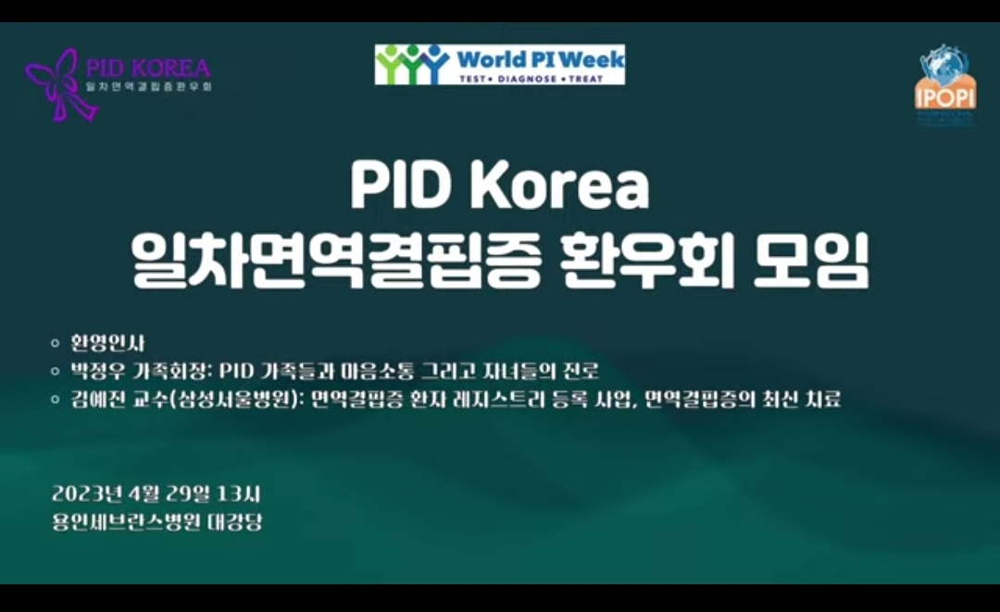 PID KOREA
일차면역결핍증환우회
World PI Week
TEST • DIAGNOSE • TREAT
IPOPI
PID Korea
일차면역결핍증 환우회 모임
◦ 환영인사
◦ 박정우 가족회장: PID 가족들과 마음소통 그리고 자녀들의 진로
◦ 김예진 교수(삼성서울병원): 면역결핍증 환자 레지스트리 등록 사업, 면역결핍증의 최신 치료
2023년 4월 29일 13시
용인세브란스병원 대강당